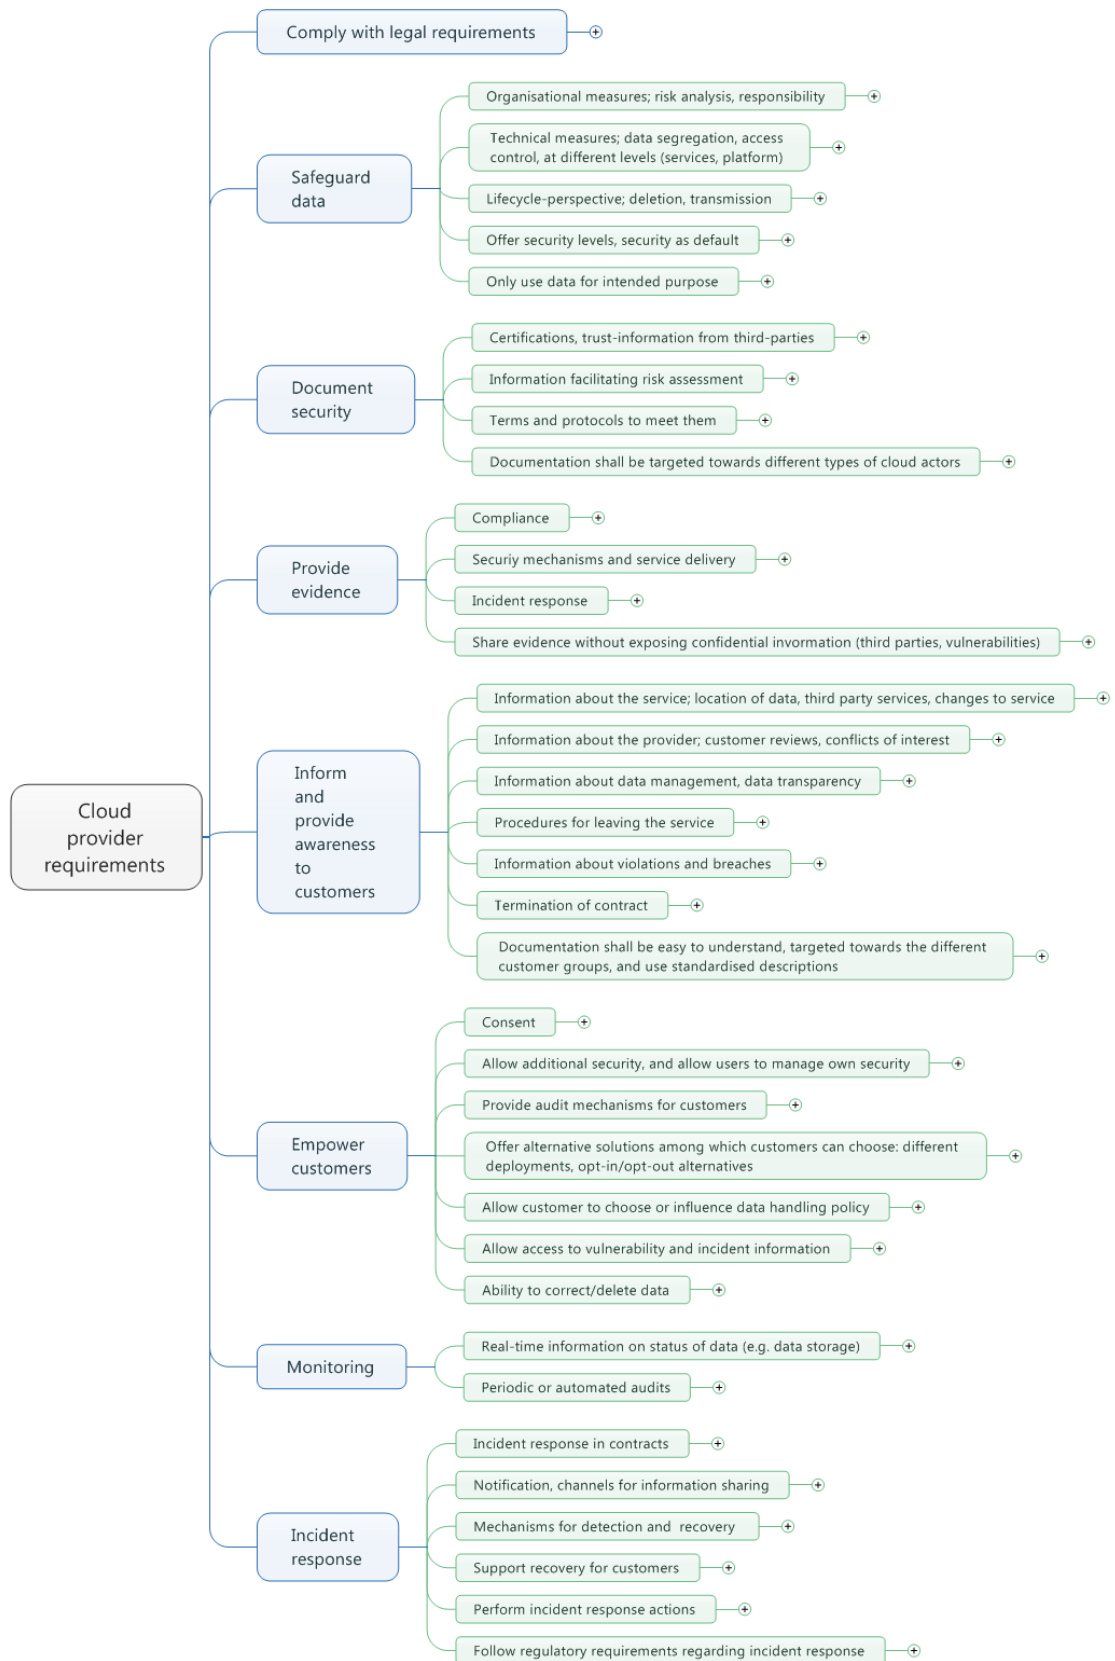 Comply with legal requirements
Organisational measures; risk analysis, responsibility
Technical measures; data segregation, access
control, at different levels (services, platform)
Safeguard
data
Lifecycle-perspective; deletion, transmission
Offer security levels, security as default
Only use data for intended purpose
Certifications, trust-information from third-parties
Information facilitating risk assessment
Document
security
Terms and protocols to meet them
Documentation shall be targeted towards different types of cloud actors
Compliance
Securiy mechanisms and service delivery
Provide
evidence
Incident response
Share evidence without exposing confidential invormation (third parties, vulnerabilities)
Information about the service; location of data, third party services, changes to service
Information about the provider; customer reviews, conflicts of interest
Information about data management, data transparency
Inform
and
provide
awareness
to
customers
Cloud
provider
requirements
Procedures for leaving the service
Information about violations and breaches
Termination of contract
Documentation shall be easy to understand, targeted towards the different
customer groups, and use standardised descriptions
Consent
Allow additional security, and allow users to manage own security
Provide audit mechanisms for customers
Empower
customers
Offer alternative solutions among which customers can choose: different
deployments, opt-in/opt-out alternatives
Allow customer to choose or influence data handling policy
Allow access to vulnerability and incident information
Ability to correct/delete data
Real-time information on status of data (e.g. data storage)
Monitoring
Periodic or automated audits
Incident response in contracts
Notification, channels for information sharing
Mechanisms for detection and recovery
Incident
response
Support recovery for customers
Perform incident response actions
Follow regulatory requirements regarding incident response